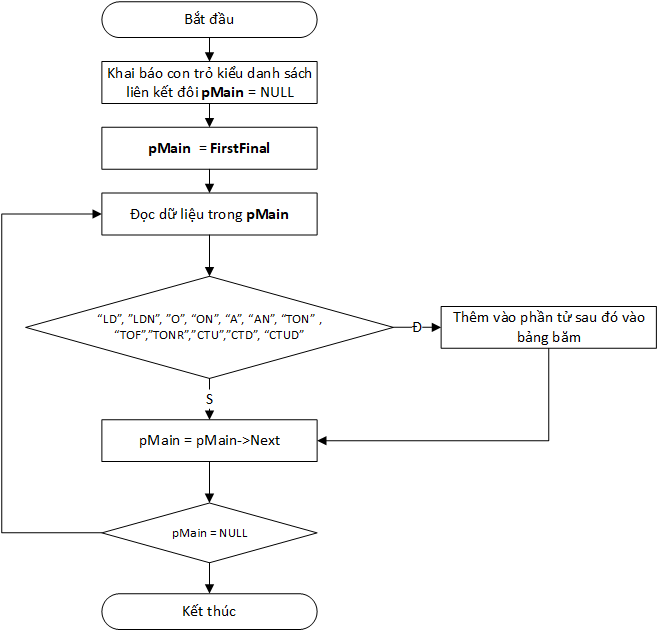 Bắt đầu
Khai báo con trỏ kiểu danh sách
liên kết đôi pMain = NULL
pMain = FirstFinal
Đọc dữ liệu trong pMain
“LD”, ”LDN”, ”O”, “ON”, “A”, “AN”, “TON” ,
“TOF”,”TONR”,”CTU”,”CTD”, “CTUD”
Đ
Thêm vào phần tử sau đó vào
bảng băm
S
pMain = pMain->Next
pMain = NULL
Kết thúc